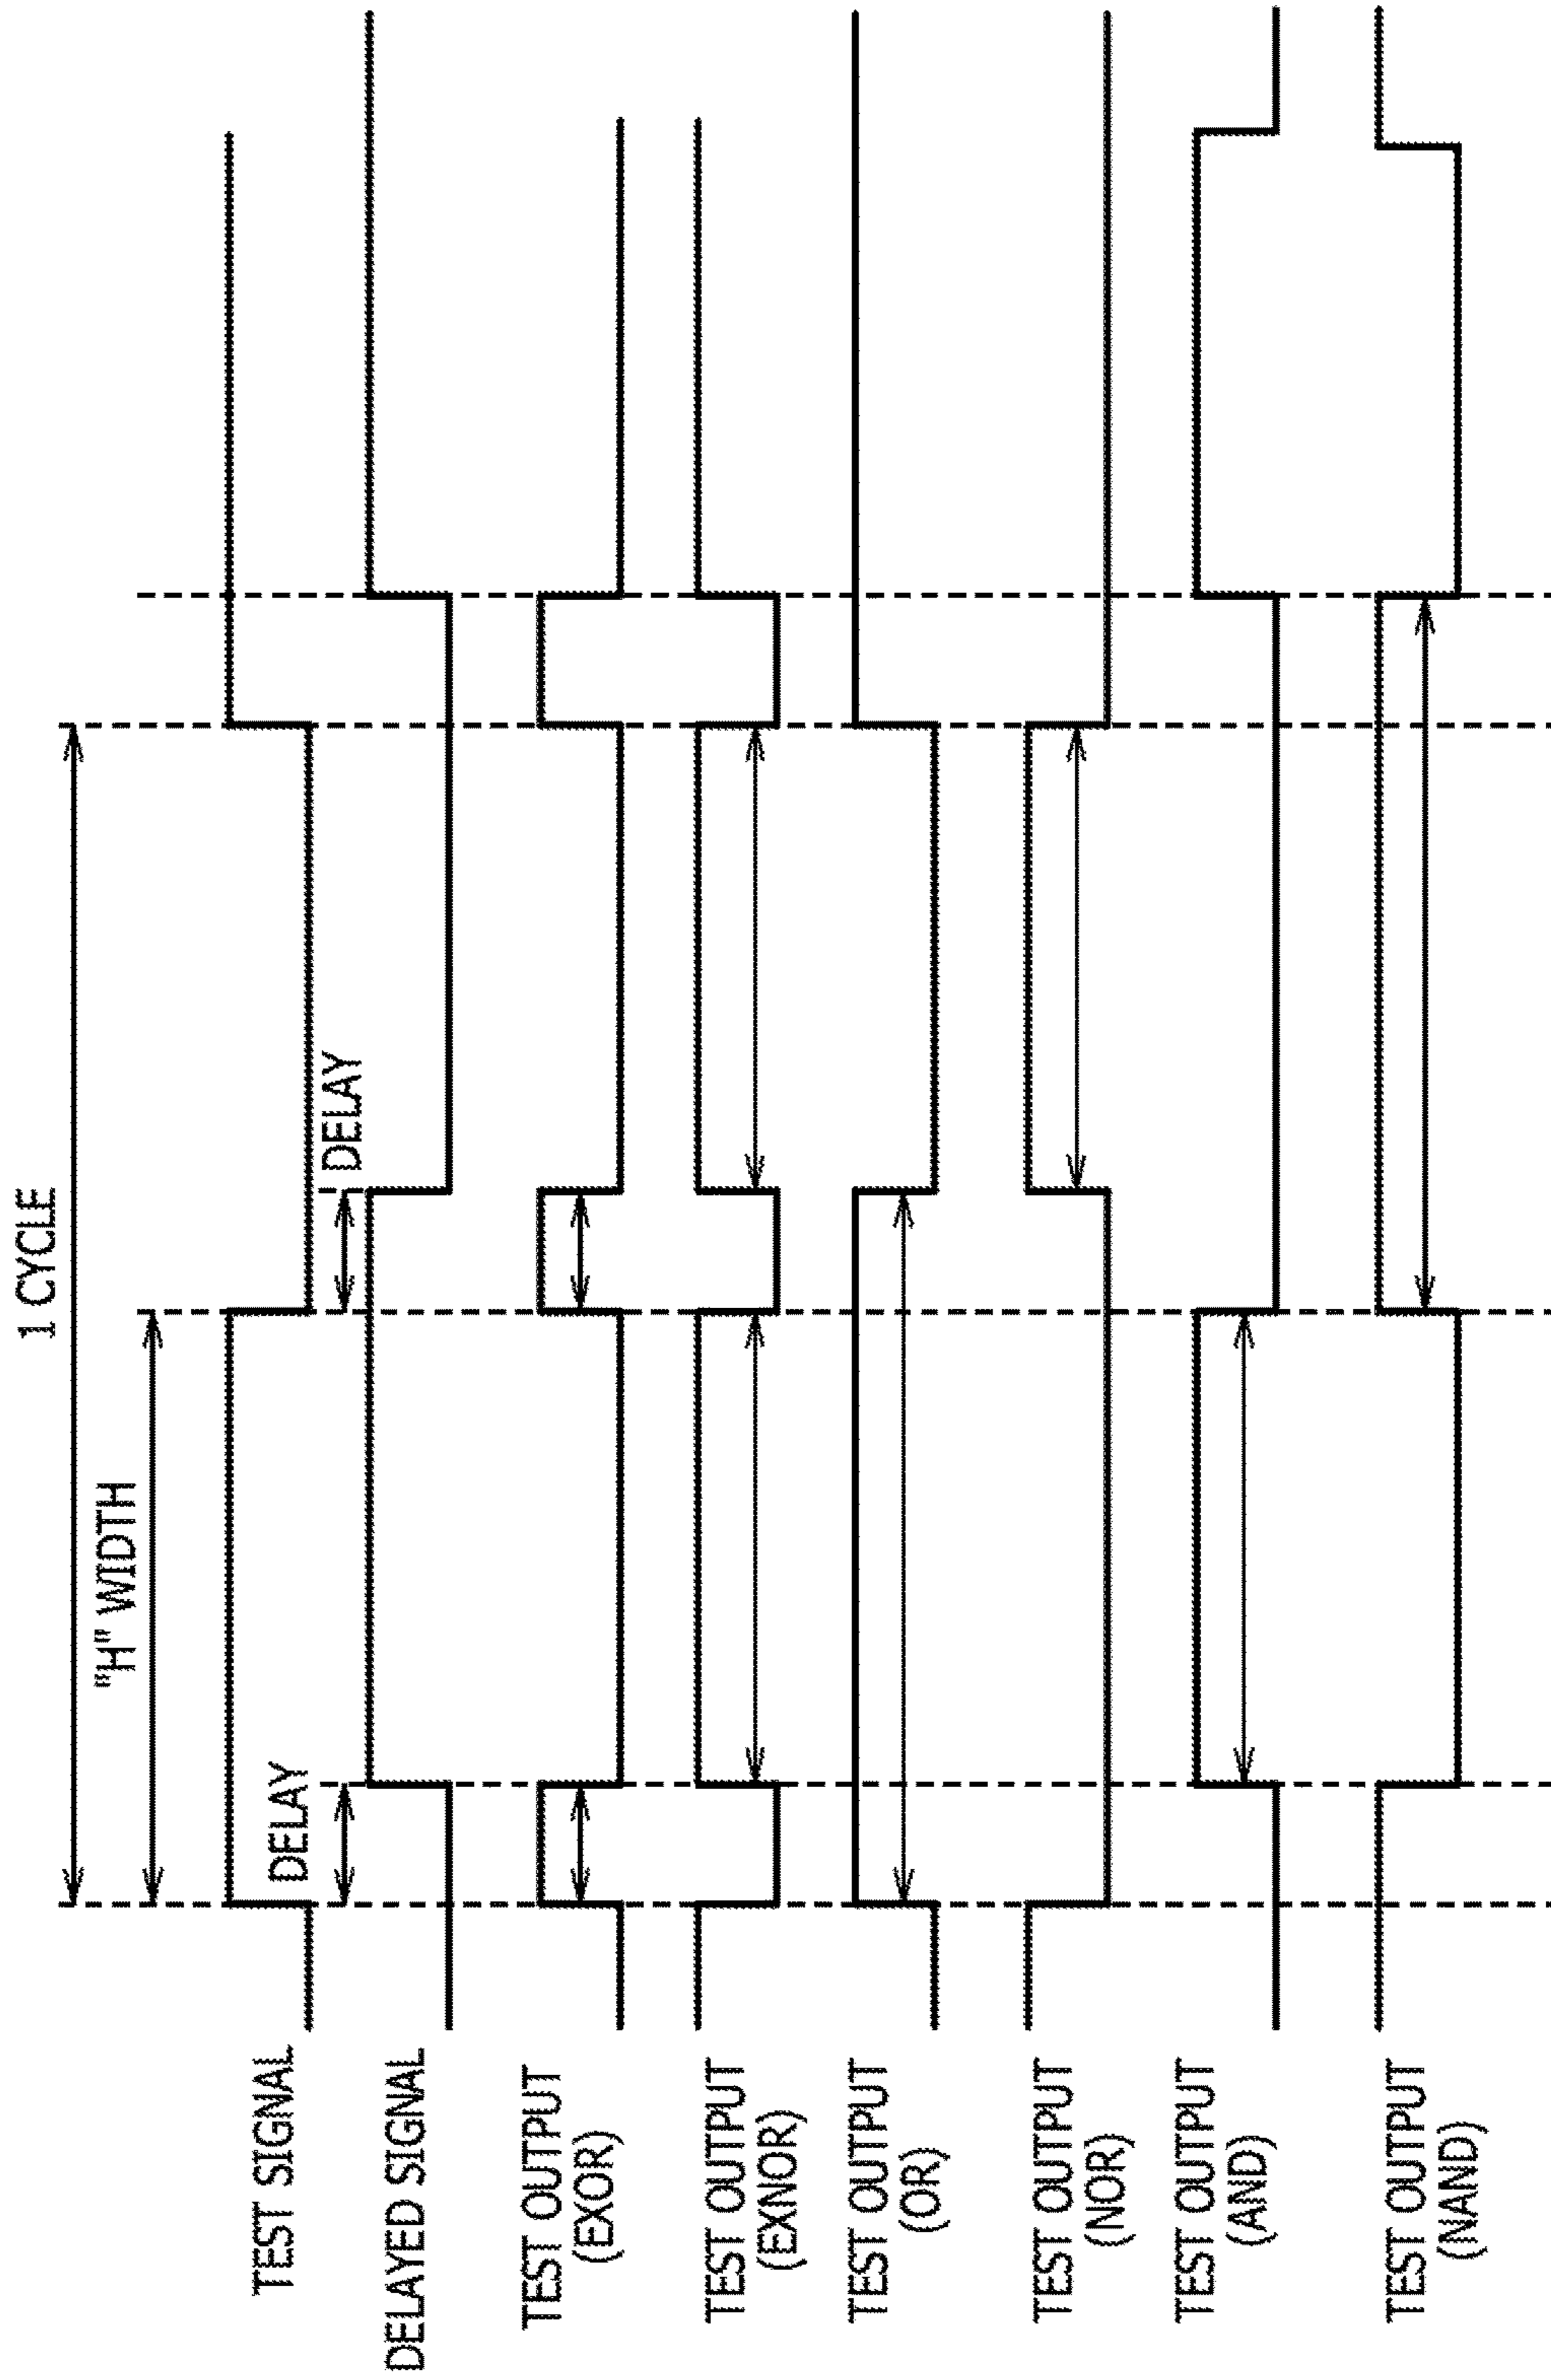 1 CYCLE
"H" WIDTH
DELAY
DELAY
TEST SIGNAL
DELAYED SIGNAL
TEST OUTPUT
(EXOR)
TEST OUTPUT
(EXNOR)
TEST OUTPUT
(OR)
TEST OUTPUT
(NOR)
TEST OUTPUT
(AND)
TEST OUTPUT
(NAND)